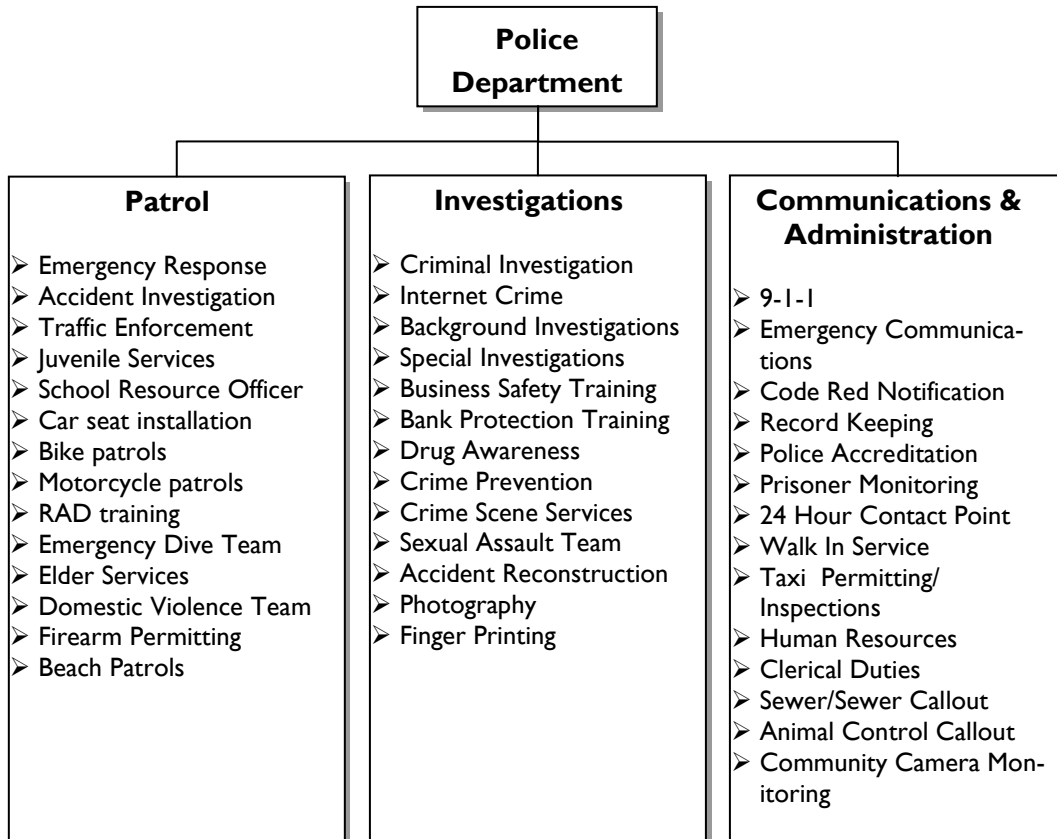 Police
Department
Patrol
➢ Emergency Response
➢ Accident Investigation
➢ Traffic Enforcement
➢ Juvenile Services
➢ School Resource Officer
➢ Car seat installation
➢ Bike patrols
➢ Motorcycle patrols
➢ RAD training
➢ Emergency Dive Team
➢ Elder Services
➢ Domestic Violence Team
➢ Firearm Permitting
➢ Beach Patrols
Investigations
➢ Criminal Investigation
➢ Internet Crime
➢ Background Investigations
➢ Special Investigations
➢ Business Safety Training
➢ Bank Protection Training
➢ Drug Awareness
➢ Crime Prevention
➢ Crime Scene Services
➢ Sexual Assault Team
➢ Accident Reconstruction
➢ Photography
➢ Finger Printing
Communications &
Administration
➢ 9-1-1
➢ Emergency Communica-
tions
➢ Code Red Notification
➢ Record Keeping
➢ Police Accreditation
➢ Prisoner Monitoring
➢ 24 Hour Contact Point
➢ Walk In Service
➢ Taxi  Permitting/
Inspections
➢ Human Resources
➢ Clerical Duties
➢ Sewer/Sewer Callout
➢ Animal Control Callout
➢ Community Camera Mon-
itoring